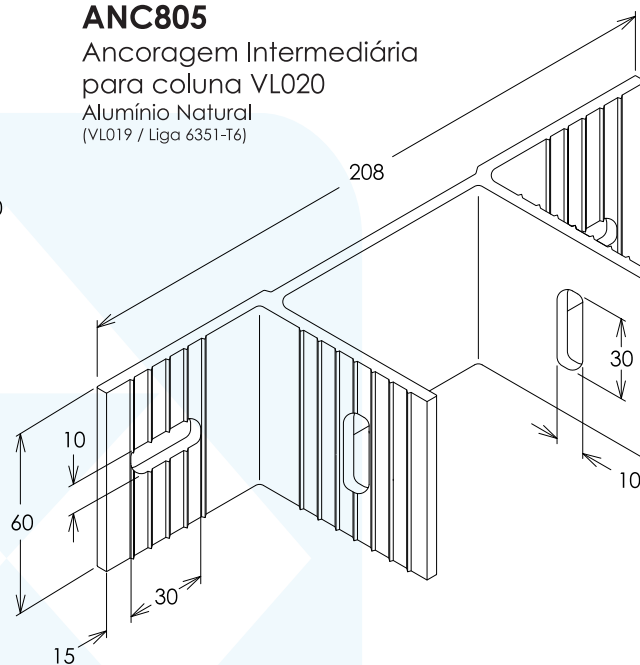 ANC805
Ancoragem Intermediária
para coluna VL020
Alumínio Natural
(VL019 / Liga 6351-T6)
208
0
30
10
10
60
30
15